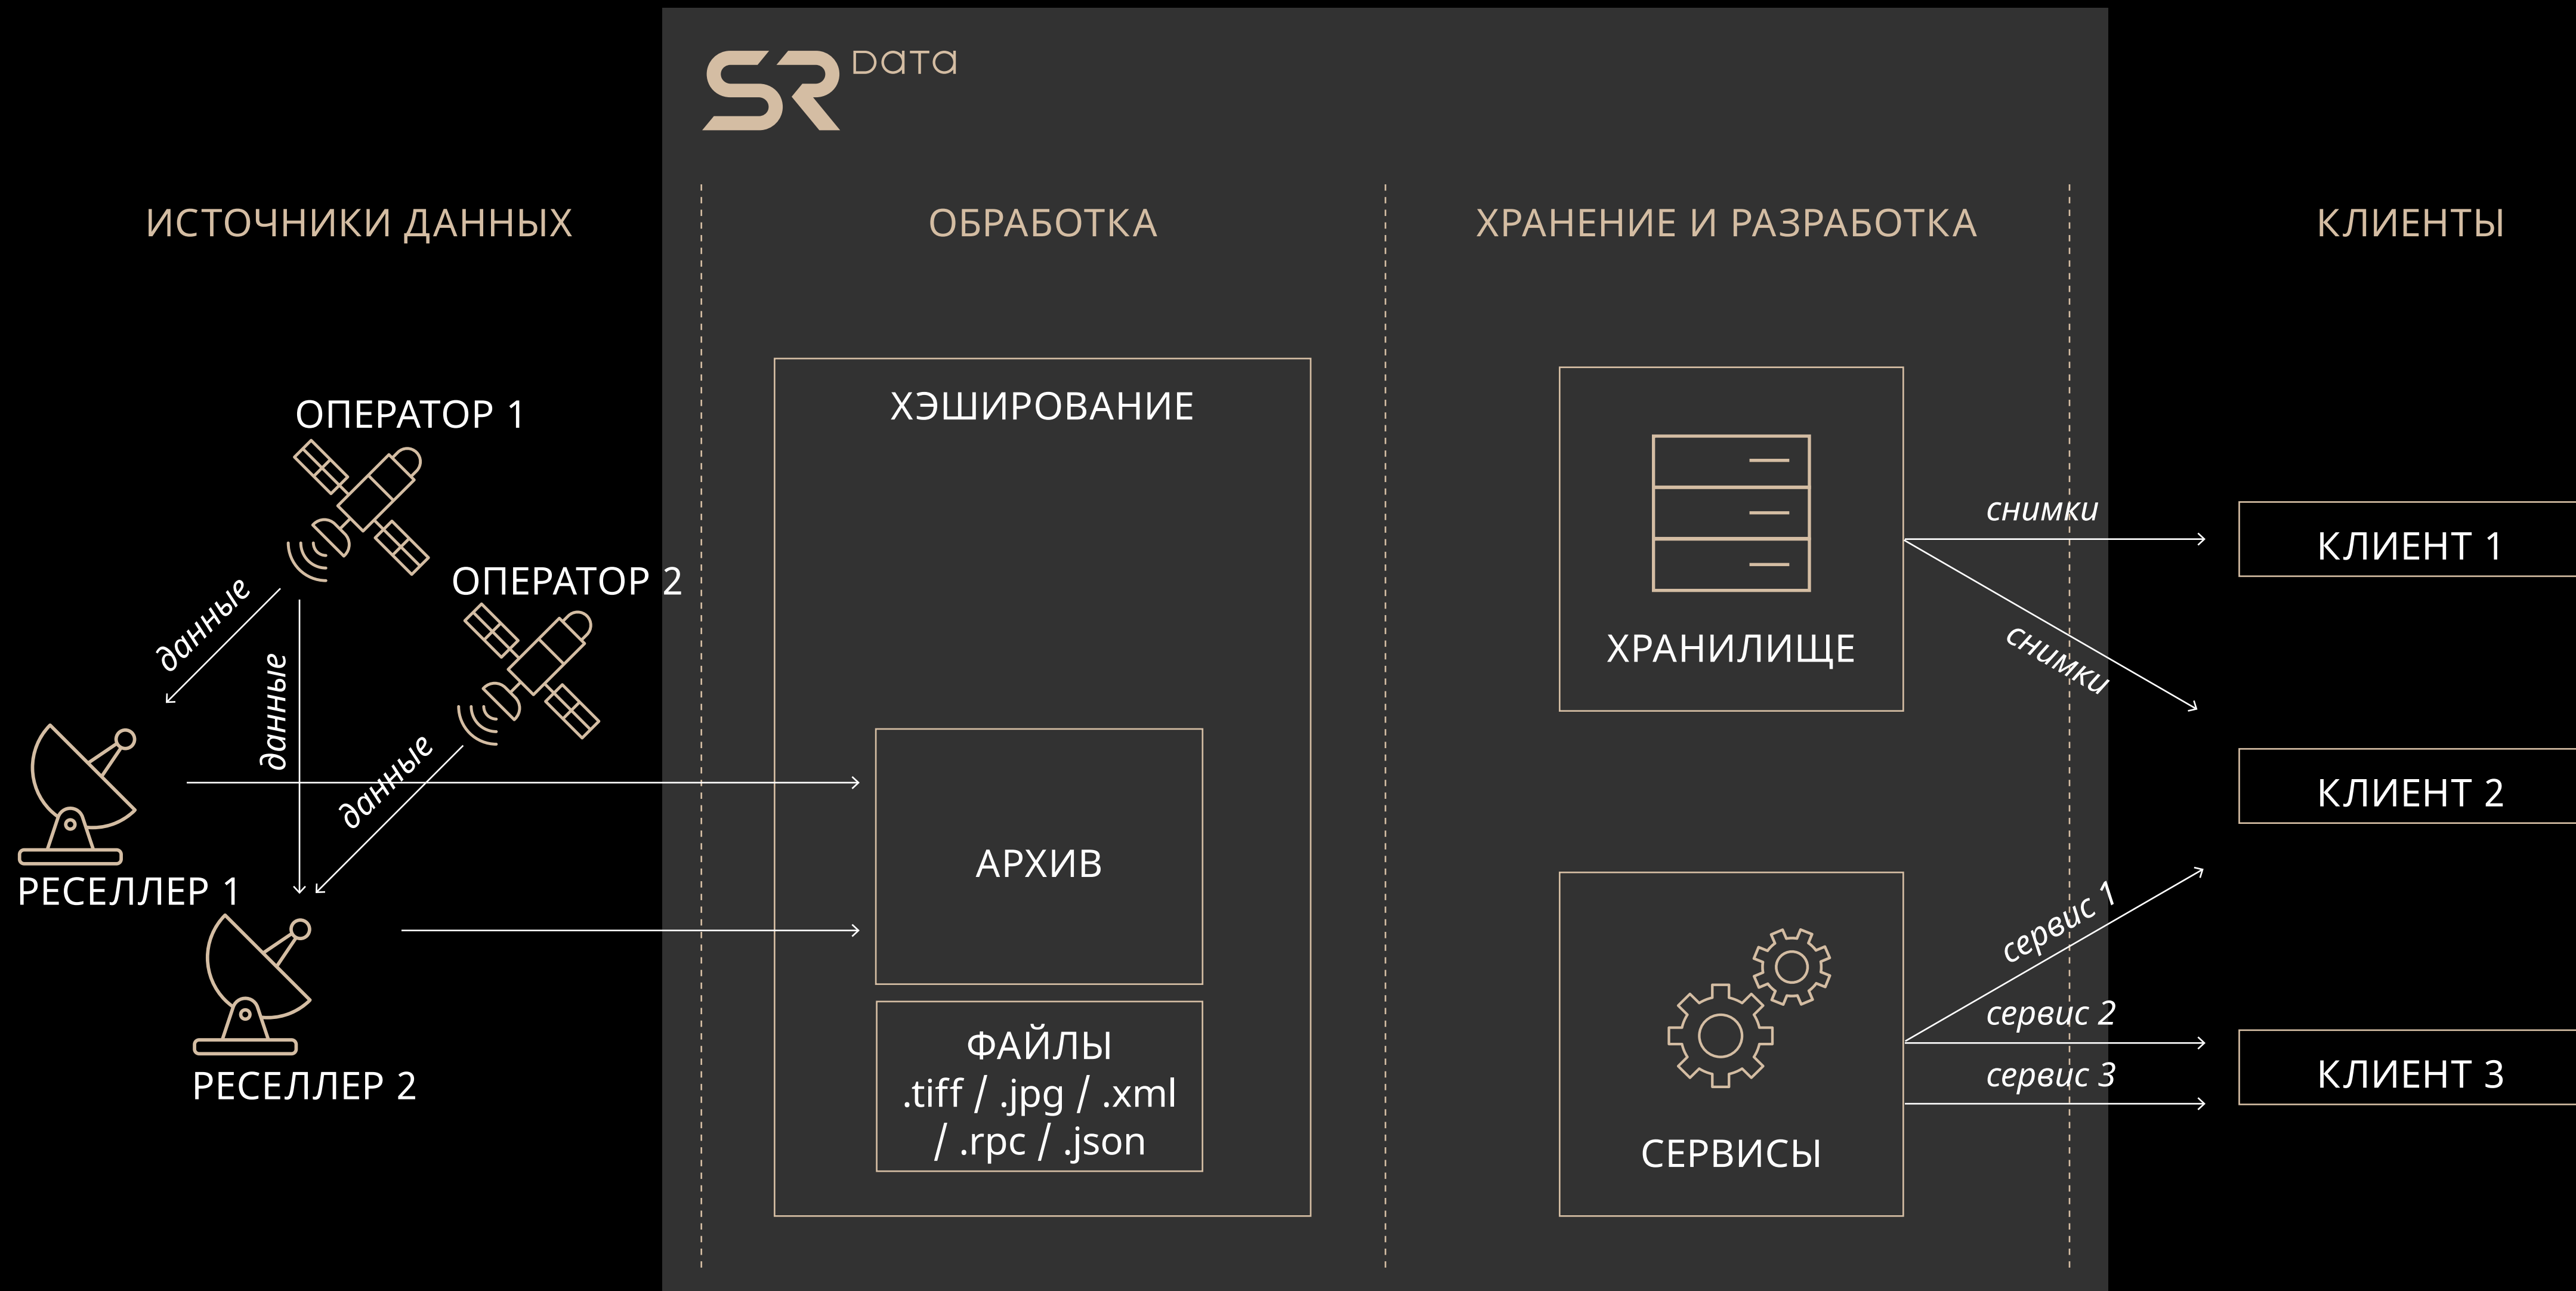 SR DATA
ИСТОЧНИКИ ДАННЫХ
ОБРАБОТКА
ХРАНЕНИЕ И РАЗРАБОТКА
КЛИЕНТЫ
ОПЕРАТОР 1
ОПЕРАТОР 2
данные
данные
данные
РЕСЕЛЛЕР 1
РЕСЕЛЛЕР 2
ХЭШИРОВАНИЕ
АРХИВ
ФАЙЛЫ
.tiff / .jpg / .xml
/ .rpc / .json
ХРАНИЛИЩЕ
СЕРВИСЫ
снимки
снимки
сервис 1
сервис 2
сервис 3
КЛИЕНТ 1
КЛИЕНТ 2
КЛИЕНТ 3